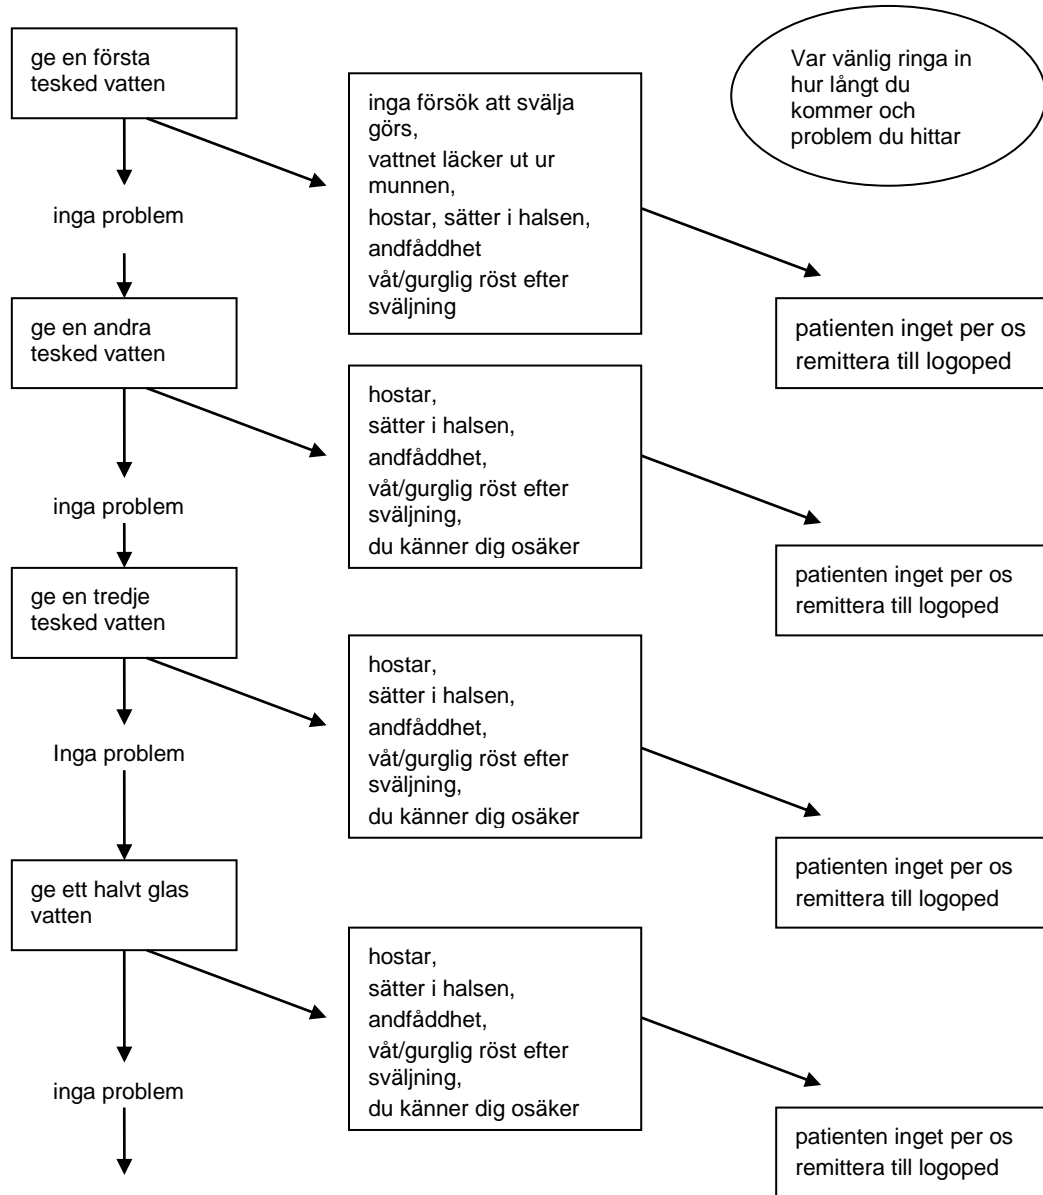 ge en första
tesked vatten
Var vänlig ringa in
hur långt du
kommer och
problem du hittar
inga försök att svälja
görs,
vattnet läcker ut ur
munnen,
hostar, sätter i halsen,
andfåddhet
våt/gurglig röst efter
sväljning
inga problem
patienten inget per os
remittera till logoped
ge en andra
tesked vatten
hostar,
sätter i halsen,
andfåddhet,
våt/gurglig röst efter
sväljning,
du känner dig osäker
inga problem
patienten inget per os
remittera till logoped
ge en tredje
tesked vatten
hostar,
sätter i halsen,
andfåddhet,
våt/gurglig röst efter
sväljning,
du känner dig osäker
Inga problem
patienten inget per os
remittera till logoped
ge ett halvt glas
vatten
hostar,
sätter i halsen,
andfåddhet,
våt/gurglig röst efter
sväljning,
du känner dig osäker
inga problem
patienten inget per os
remittera till logoped